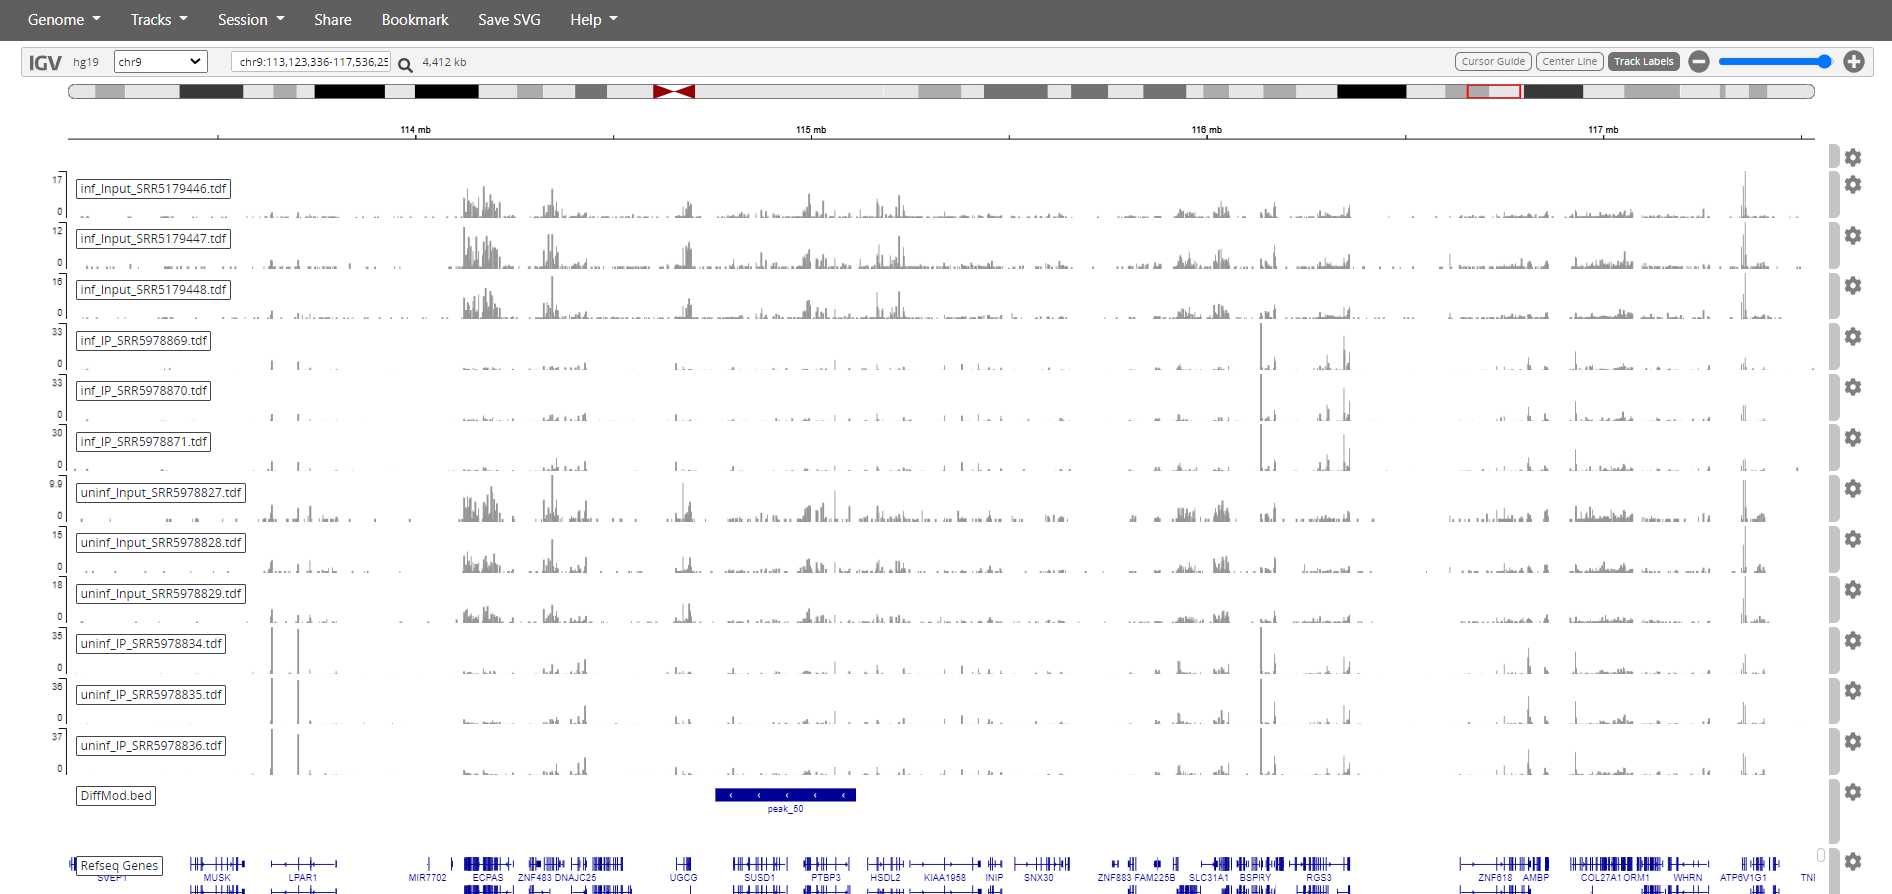 Genome Tracks Session Share Bookmark Save SVG Help
IGV hg19 chr9 chr9:113,123,336-117,536,25 4,412 kb Cursor Guide Center Line Track Labels
114 mb 115 mb 116 mb 117 mb
17
inf_Input_SRR5179446.tdf
0
12
inf_Input_SRR5179447.tdf
0
16
inf_Input_SRR5179448.tdf
0
33
inf_IP_SRR5978869.tdf
0
33
inf_IP_SRR5978870.tdf
0
30
inf_IP_SRR5978871.tdf
0
9.9
uninf_Input_SRR5978827.tdf
0
15
uninf_Input_SRR5978828.tdf
0
18
uninf_Input_SRR5978829.tdf
0
35
uninf_IP_SRR5978834.tdf
0
36
uninf_IP_SRR5978835.tdf
0
37
uninf_IP_SRR5978836.tdf
0
DiffMod.bed
peak_50
Refseq Genes
SVEP1 MUSK LPAR1 MIR7702 ECPAS ZNF483 DNAJC25 UGCG SUSD1 PTBP3 HSDL2 KIAA1958 INIP SNX30 ZNF883 FAM225B SLC31A1 BSPRY RGS3 ZNF618 AMBP COL27A1 ORM1 WHRN ATP6V1G1 TNI